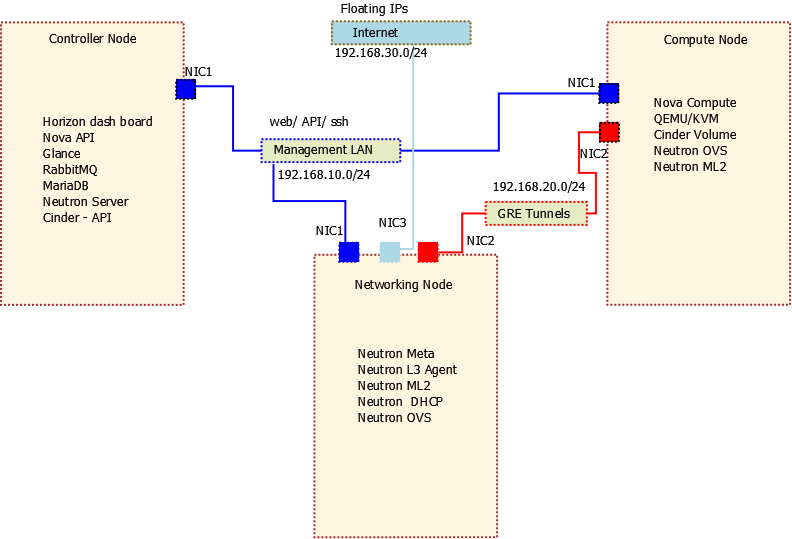 Floating IPs
Internet
192.168.30.0/24
Controller Node
NIC1
Horizon dash board
Nova API
Glance
RabbitMQ
MariaDB
Neutron Server
Cinder - API
web/ API/ ssh
Management LAN
192.168.10.0/24
Compute Node
NIC1
NIC2
Nova Compute
QEMU/KVM
Cinder Volume
Neutron OVS
Neutron ML2
192.168.20.0/24
GRE Tunnels
NIC1
NIC3
NIC2
Networking Node
Neutron Meta
Neutron L3 Agent
Neutron ML2
Neutron  DHCP
Neutron OVS